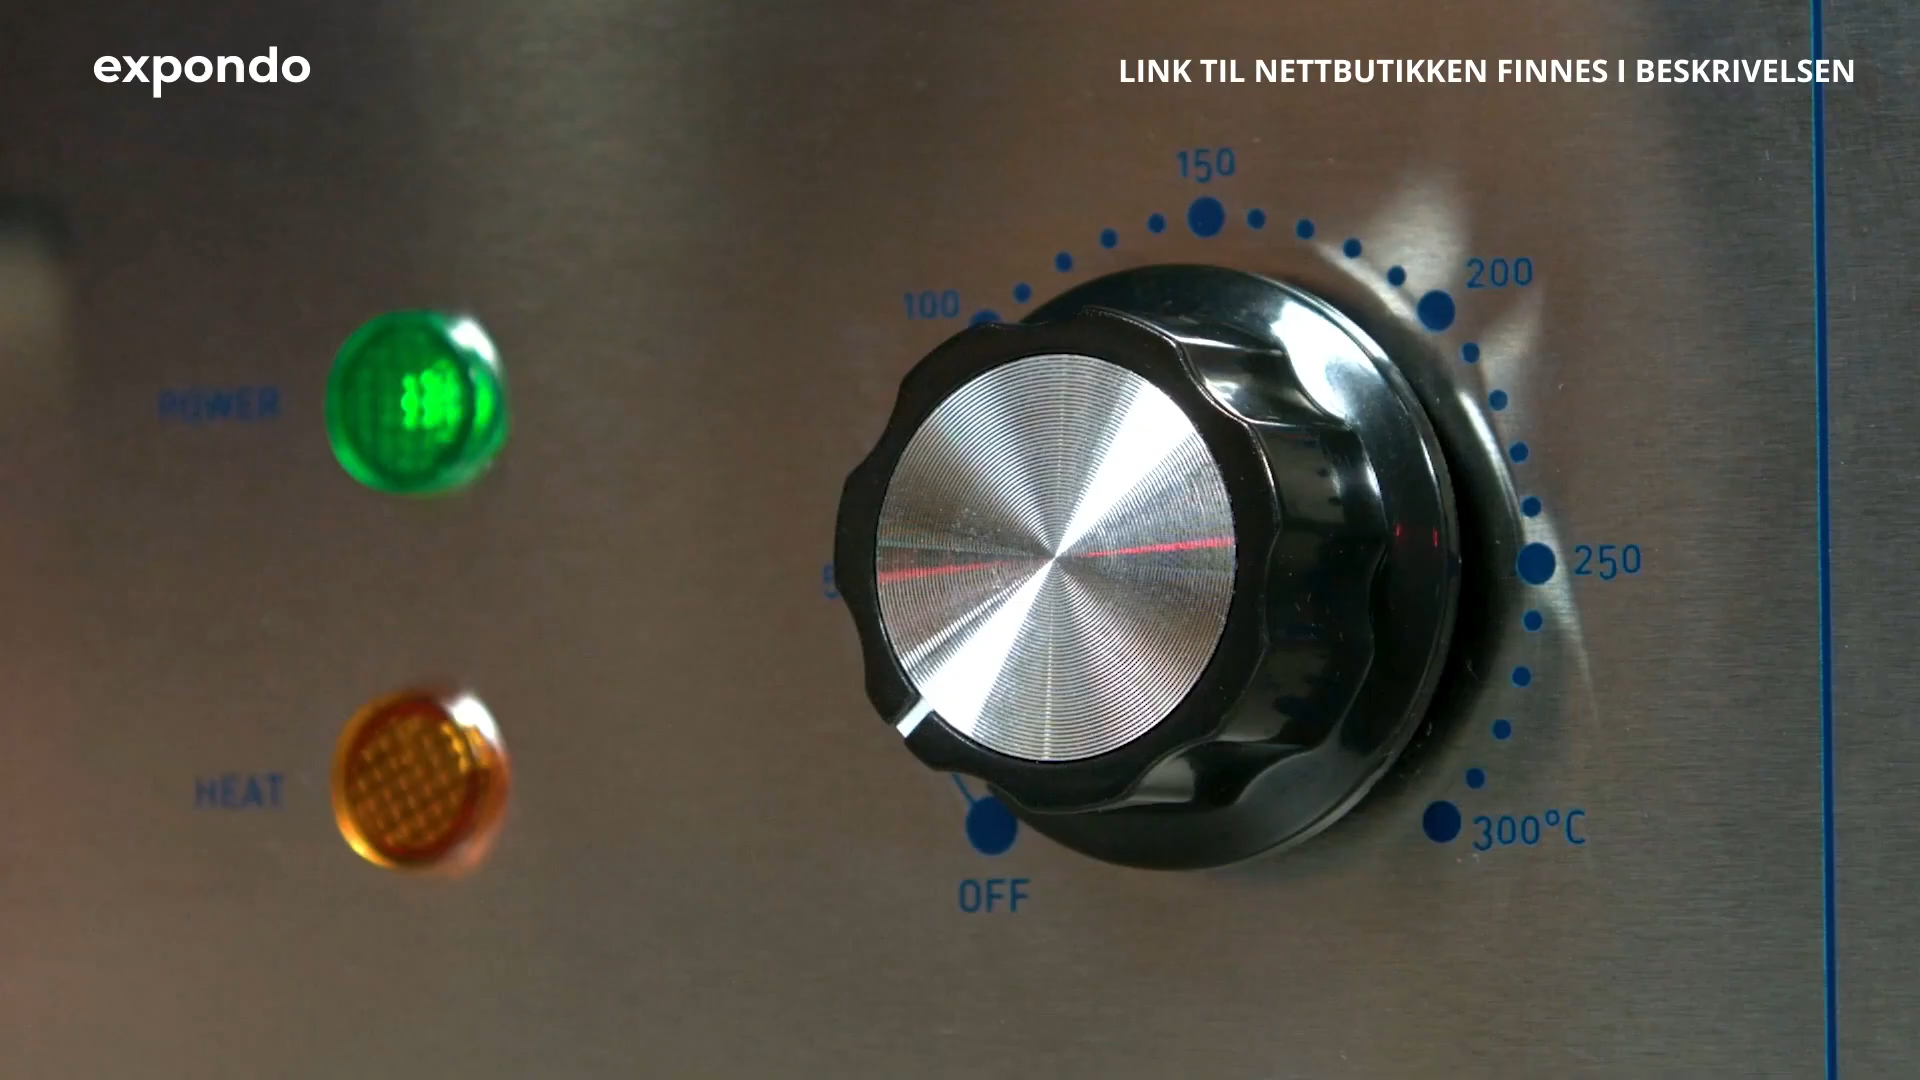 expondo
LINK TIL NETTBUTIKKEN FINNES I BESKRIVELSEN
150
200
100
POWER
250
HEAT
300°C
OFF